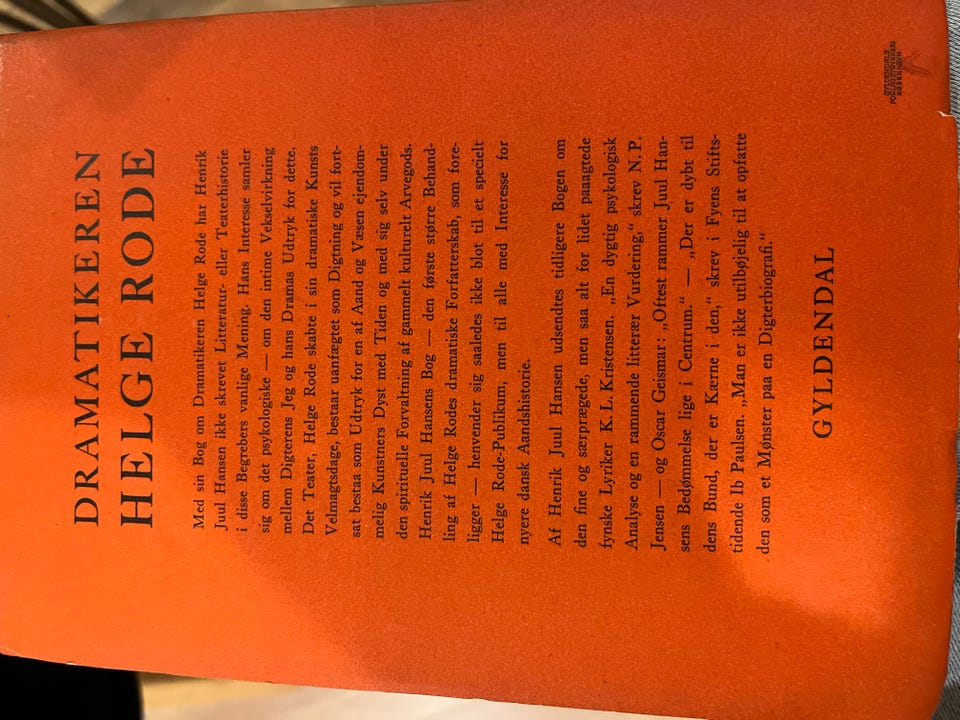 DRAMATIKEREN
HELGE RODE
Med sin Bog om Dramatikeren Helge Rode har Henrik
Juul Hansen ikke skrevet Litteratur- eller Teaterhistorie
i disse Begrebers vanlige Mening. Hans Interesse samler
sig om det psykologiske — om den intime Vekselvirkning
mellem Digterens Jeg og hans Dramas Udtryk for dette.
Det Teater, Helge Rode skabte i sin dramatiske Kunsts
Velmagtsdage, bestaar uanfægtet som Digtning og vil fort-
sat bestaa som Udtryk for en af Aand og Væsen ejendom-
melig Kunstners Dyst med Tiden og med sig selv under
den spirituelle Forvaltning af gammelt kulturelt Arvegods.
Henrik Juul Hansens Bog — den første større Behand-
ling af Helge Rodes dramatiske Forfatterskab, som fore-
ligger — henvender sig saaledes ikke blot til et specielt
Helge Rode-Publikum, men til alle med Interesse for
nyere dansk Aandshistorie.
Af Henrik Juul Hansen udsendtes tidligere Bogen om
den fine og særprægede, men saa alt for lidet paaagtede
fynske Lyriker K. L. Kristensen. „En dygtig psykologisk
Analyse og en rammende litterær Vurdering,“ skrev N. P.
Jensen — og Oscar Geismar: „Oftest rammer Juul Han-
sens Bedømmelse lige i Centrum.“ — „Der er dybt til
dens Bund, der er Kærne i den,“ skrev i Fyens Stifts-
tidende Ib Paulsen. „Man er ikke utilbøjelig til at opfatte
den som et Mønster paa en Digterbiografi.“
GYLDENDAL
GYLDENDALS
FORLAGSTRYKKERI
KØBENHAVN